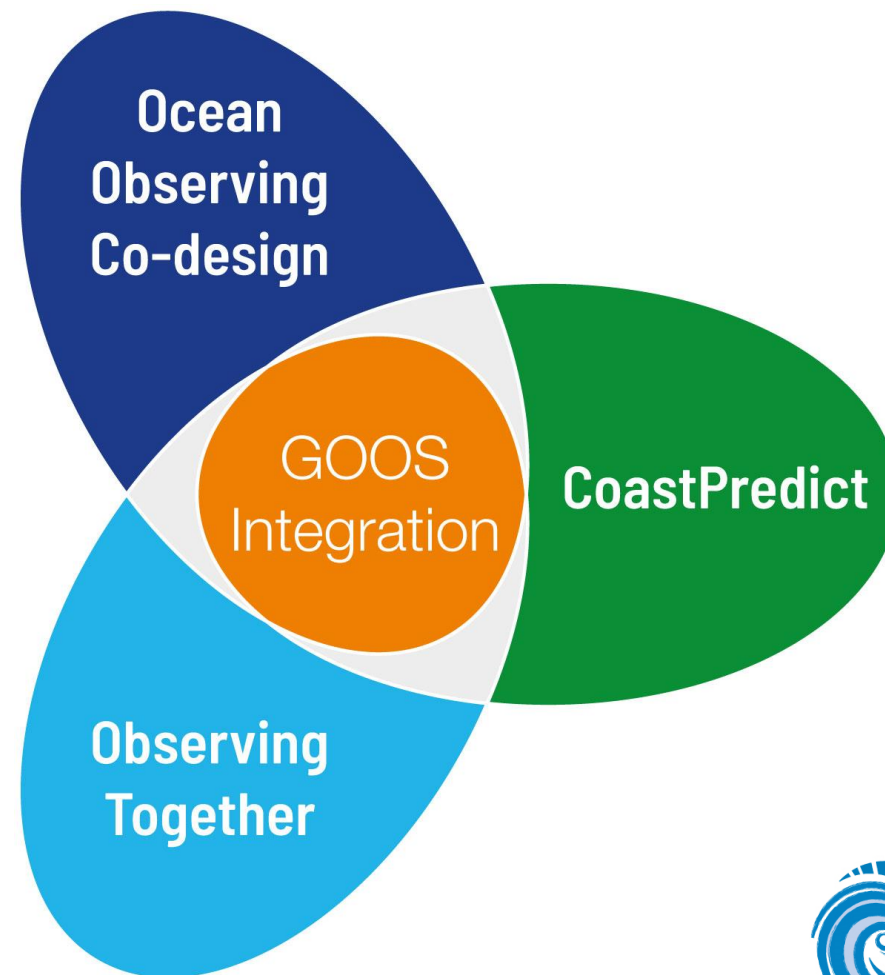 Ocean
Observing
Co-design
GOOS
Integration
CoastPredict
Observing
Together